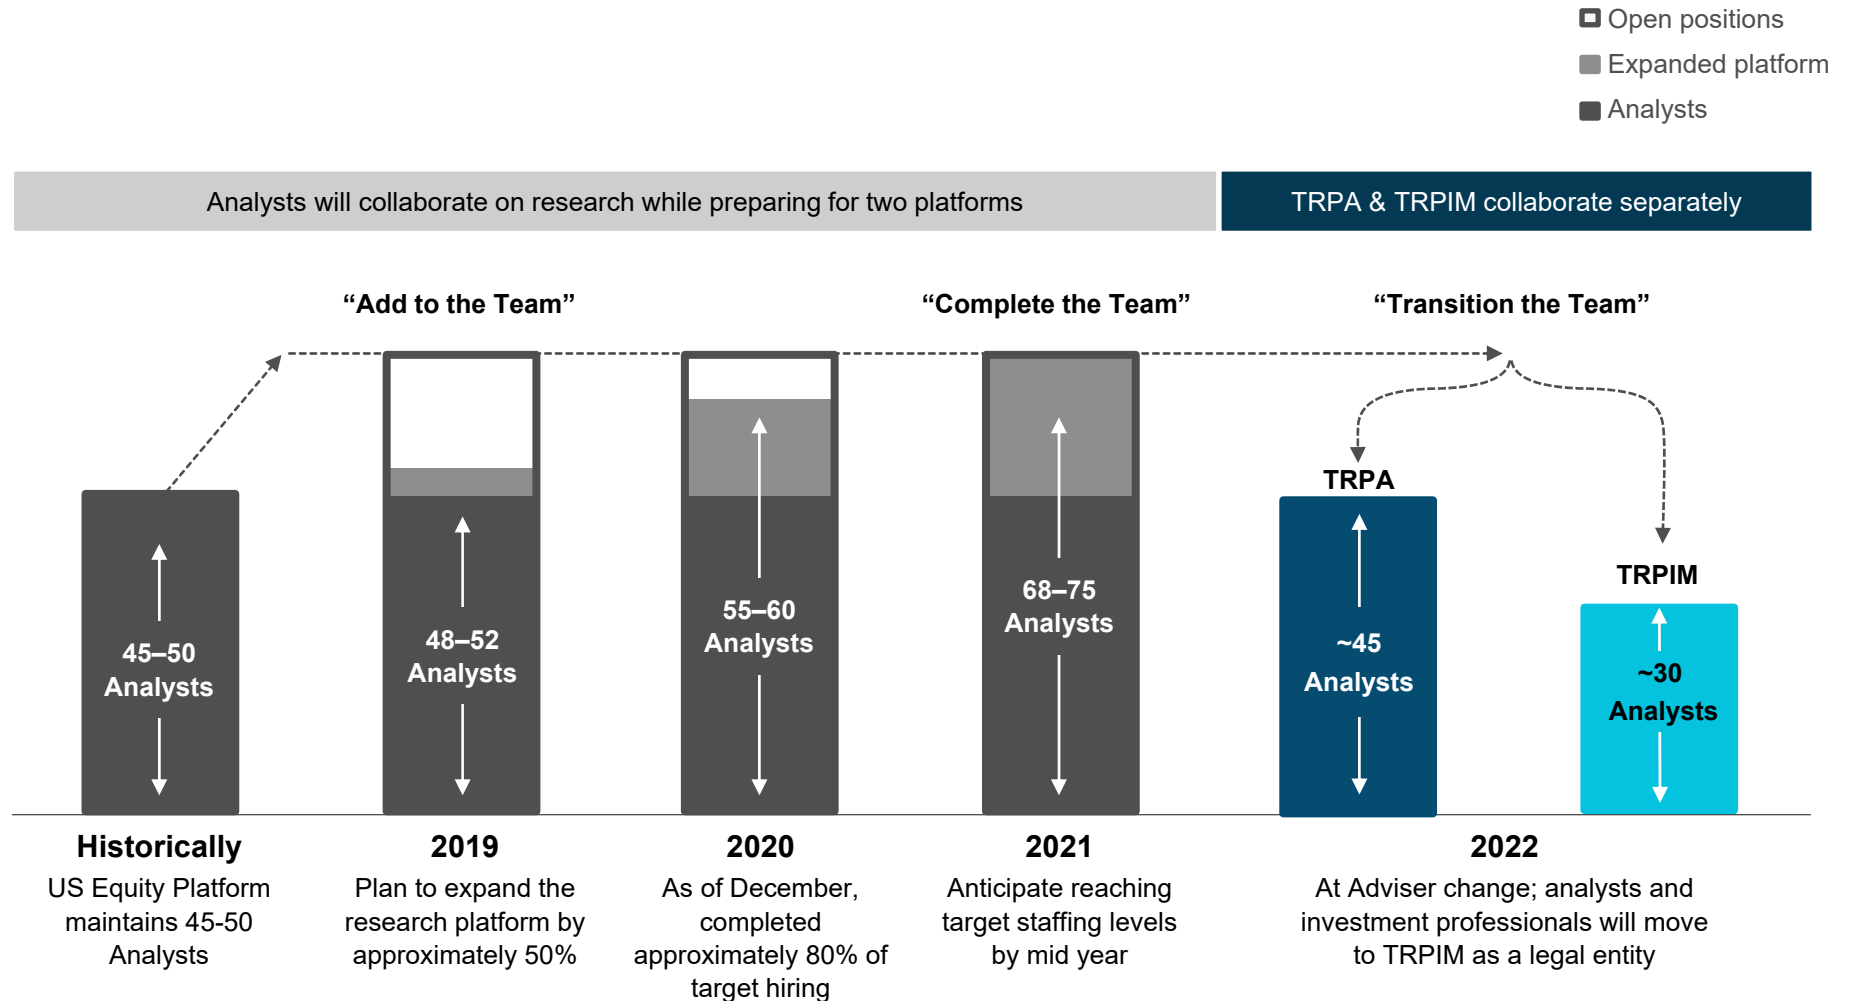 Open positions
Expanded platform
Analysts
Analysts will collaborate on research while preparing for two platforms
TRPA & TRPIM collaborate separately
“Add to the Team”
“Complete the Team”
“Transition the Team”
45–50
Analysts
48–52
Analysts
55–60
Analysts
68–75
Analysts
TRPA
~45
Analysts
TRPIM
~30
Analysts
Historically
US Equity Platform
maintains 45-50
Analysts
2019
Plan to expand the
research platform by
approximately 50%
2020
As of December,
completed
approximately 80% of
target hiring
2021
Anticipate reaching
target staffing levels
by mid year
2022
At Adviser change; analysts and
investment professionals will move
to TRPIM as a legal entity